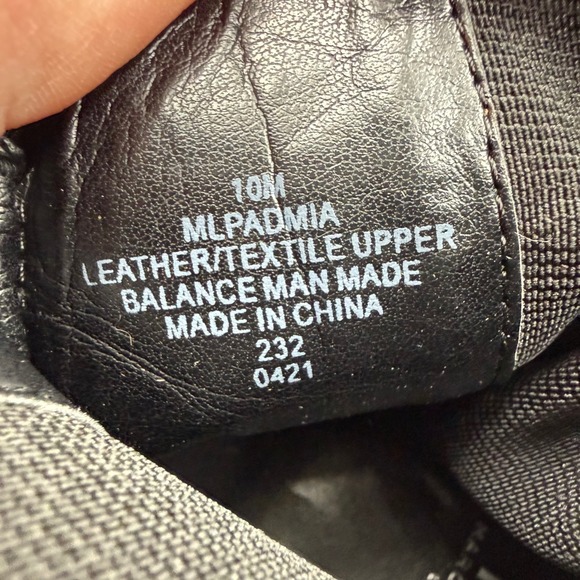 10M
MLPADMIA
LEATHER/TEXTILE UPPER
BALANCE MAN MADE
MADE IN CHINA
232
0421